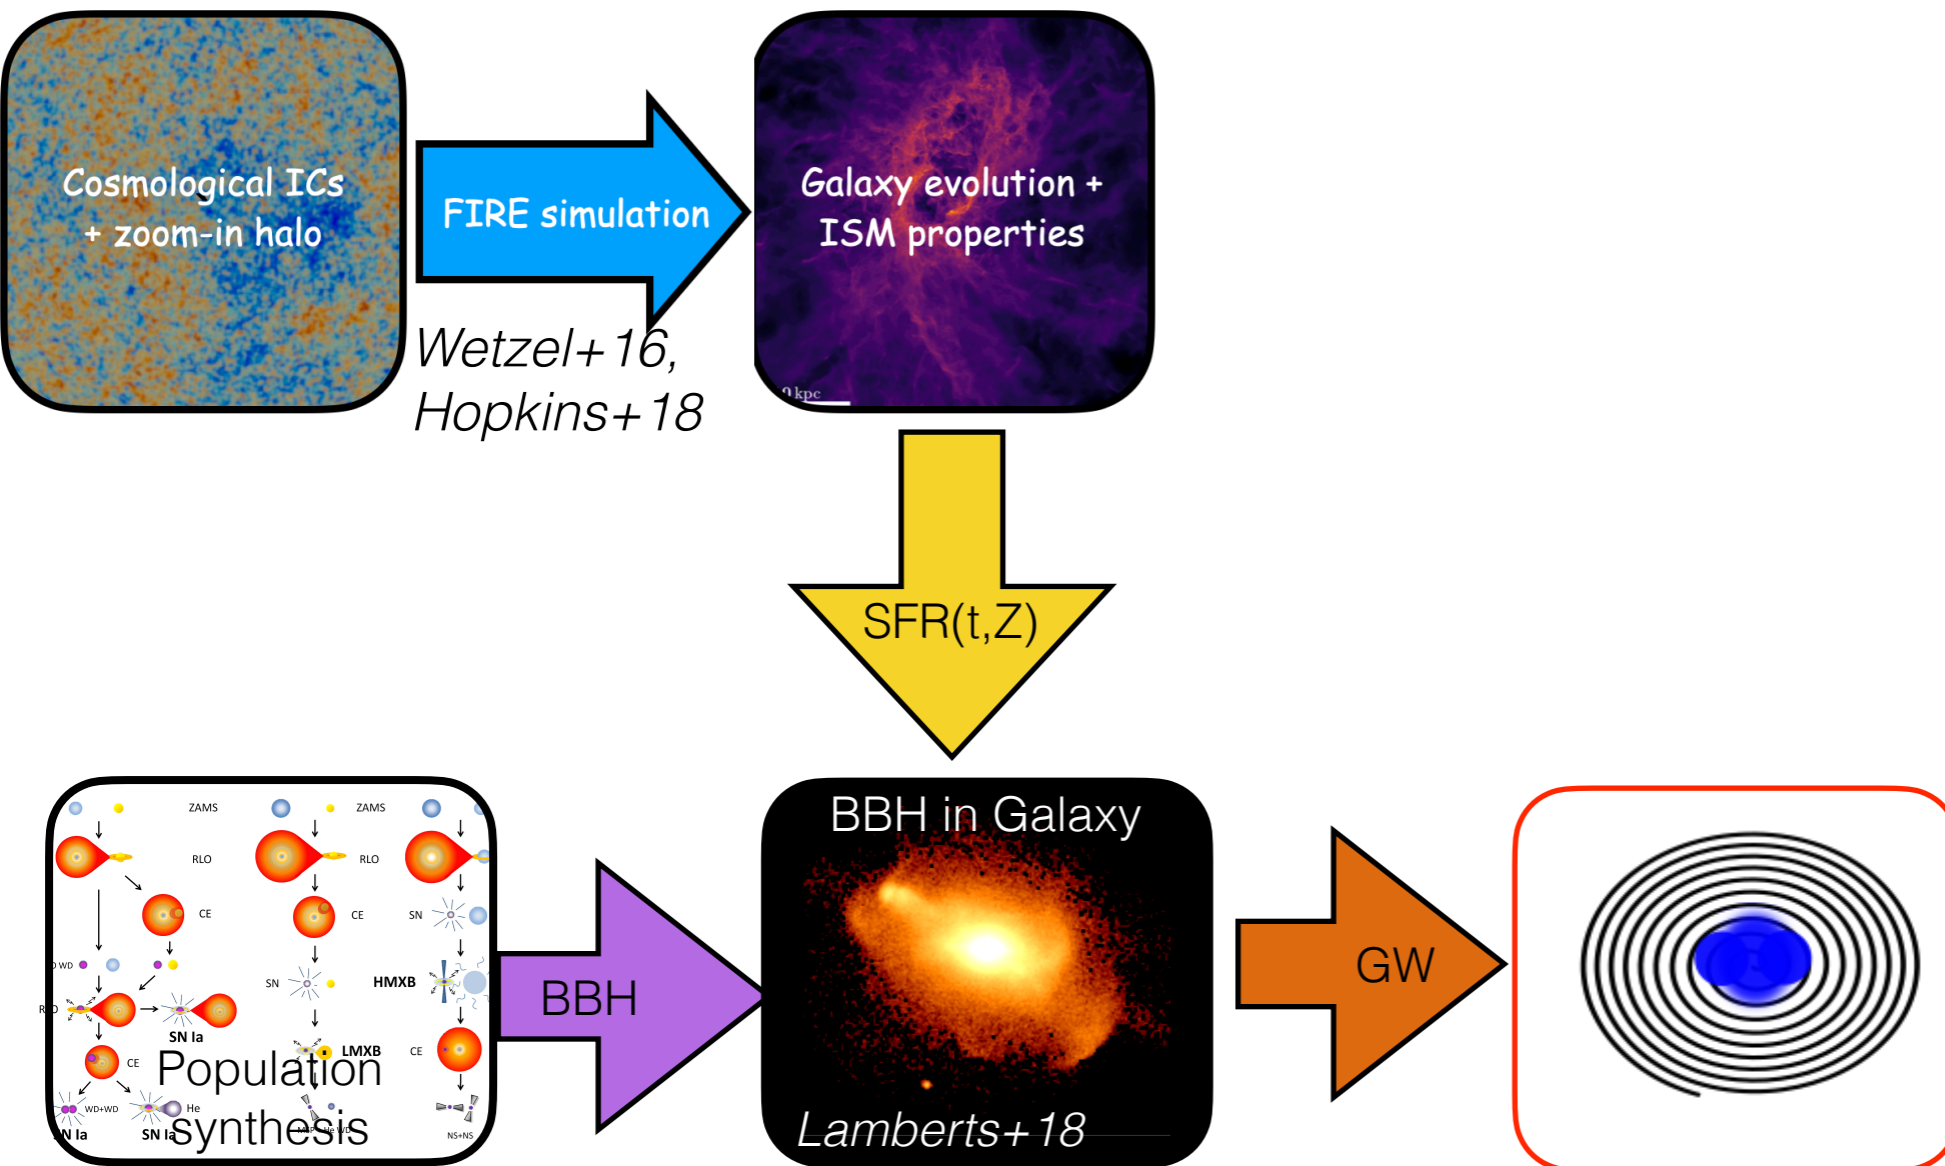 Cosmological ICs
+ zoom-in halo
FIRE simulation
Wetzel+16,
Hopkins+18
Galaxy evolution +
ISM properties
kpc
SFR(t,Z)
ZAMS
ZAMS
RLO
RLO
CE
CE
SN
WD
SN
HMXB
SN Ia
LMXB
CE
CE
Population
synthesis
WD+WD
He
SN Ia
SN Ia
NS+NS
BBH
BBH in Galaxy
Lamberts+18
GW